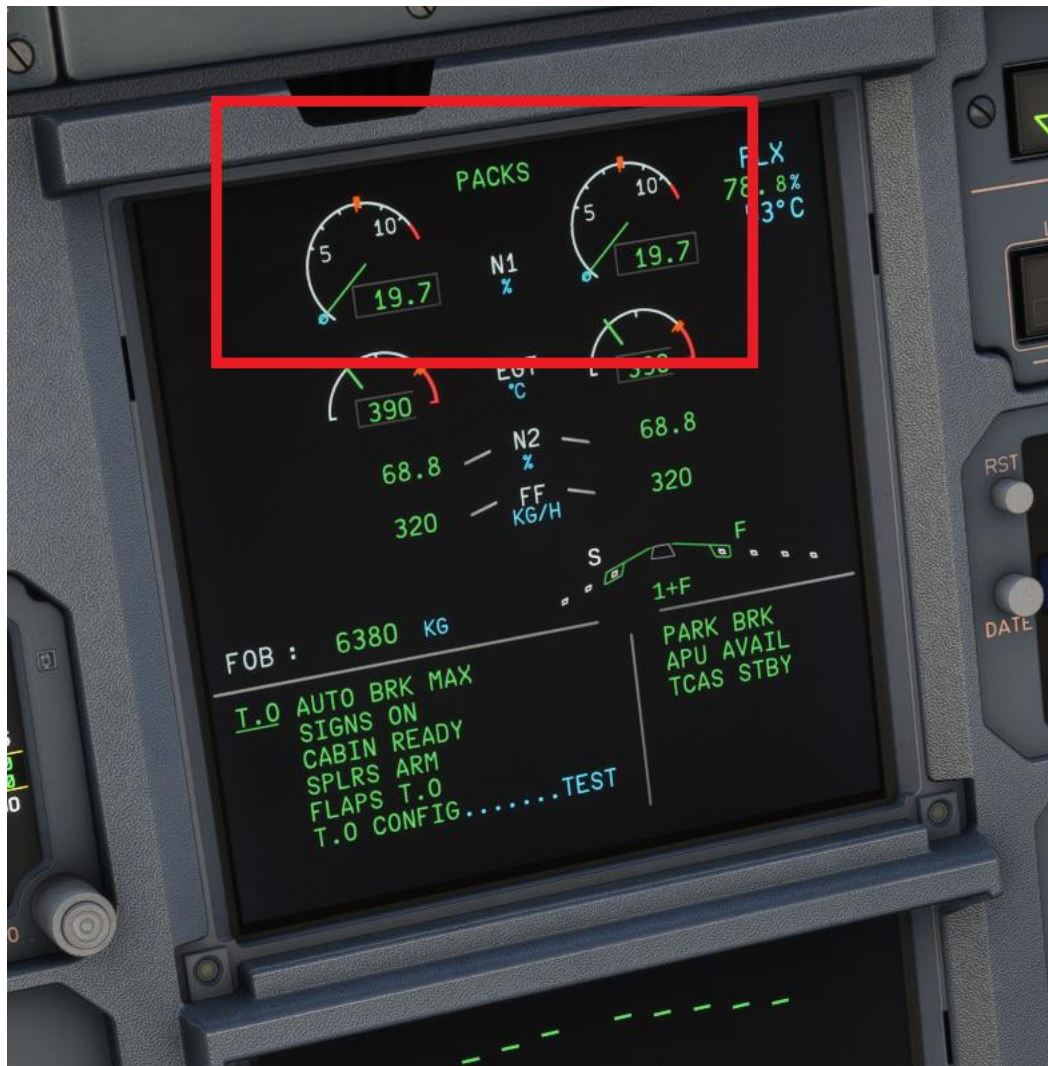 PACKS
FLX
78.8%
5 10
5 10
N1
%
19.7
19.7
EGT
°C
390
N2
%
68.8
68.8
FF
KG/H
320
320
S
F
1+F
FOB : 6380 KG
T.O AUTO BRK MAX
SIGNS ON
CABIN READY
SPLRS ARM
FLAPS T.O
T.O CONFIG.......TEST
PARK BRK
APU AVAIL
TCAS STBY
RST
DATE